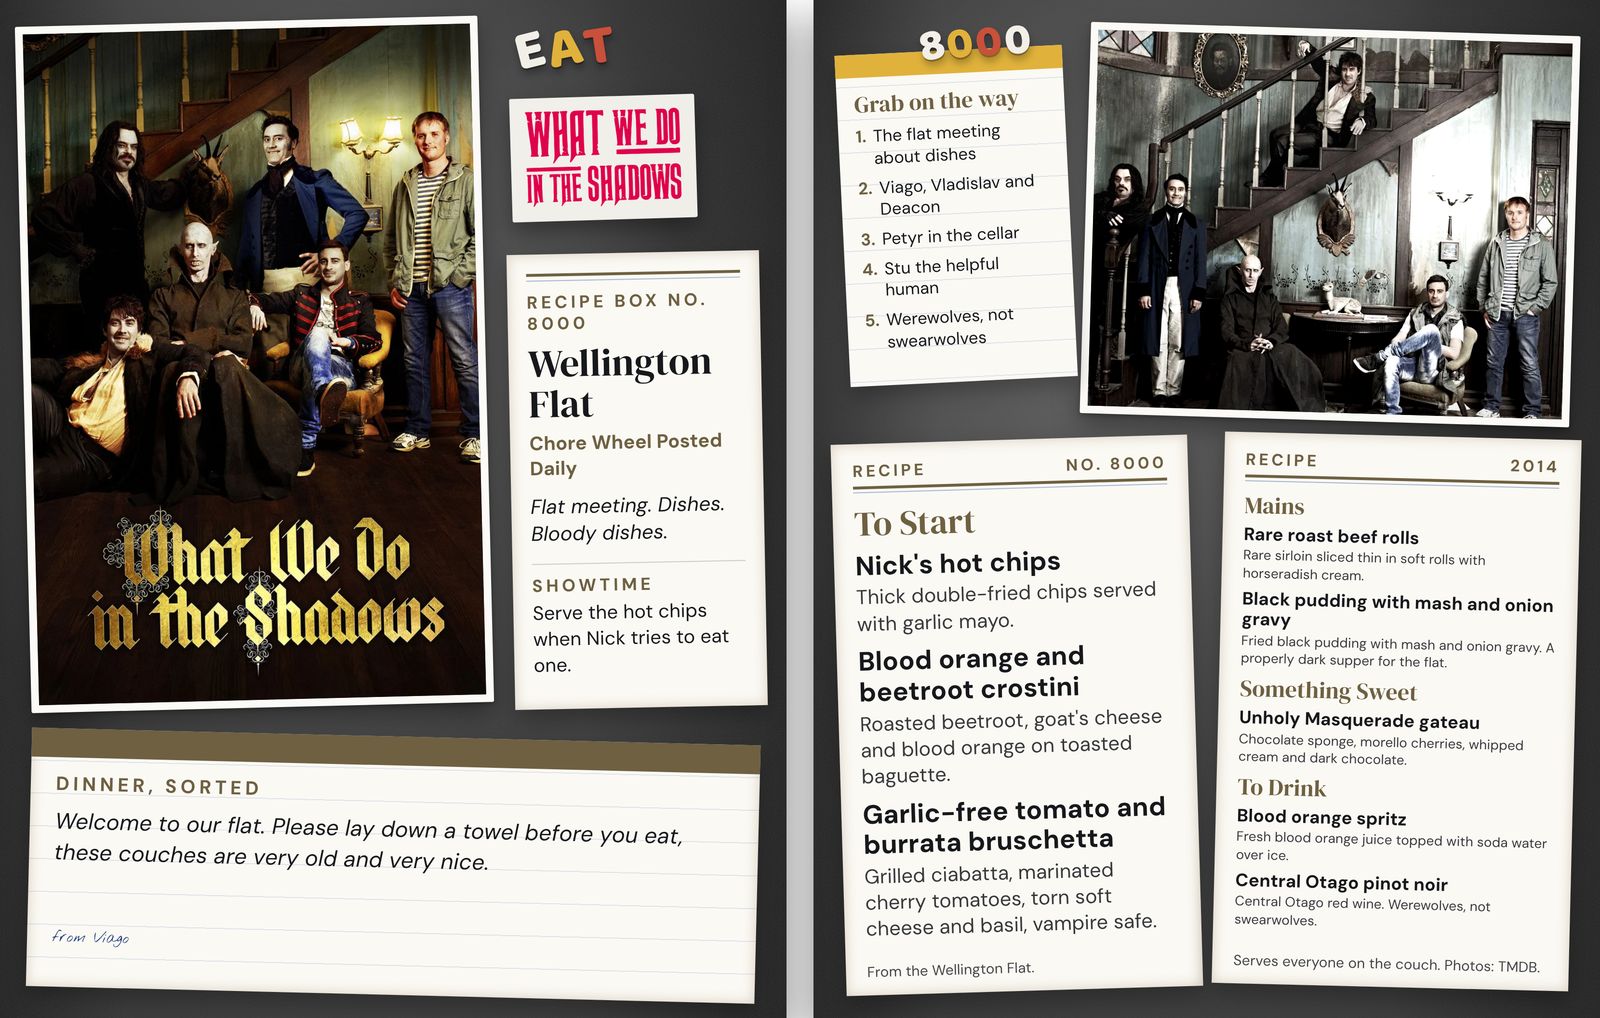 EAT
WHAT WE DO
IN THE SHADOWS
What We Do
in the Shadows
RECIPE BOX NO.
8000
Wellington
Flat
Chore Wheel Posted
Daily
Flat meeting. Dishes.
Bloody dishes.
SHOWTIME
Serve the hot chips
when Nick tries to eat
one.
DINNER, SORTED
Welcome to our flat. Please lay down a towel before you eat,
these couches are very old and very nice.
from Viago
8000
Grab on the way
1. The flat meeting
about dishes
2. Viago, Vladislav and
Deacon
3. Petyr in the cellar
4. Stu the helpful
human
5. Werewolves, not
swearwolves
RECIPE NO. 8000
To Start
Nick's hot chips
Thick double-fried chips served
with garlic mayo.
Blood orange and
beetroot crostini
Roasted beetroot, goat's cheese
and blood orange on toasted
baguette.
Garlic-free tomato and
burrata bruschetta
Grilled ciabatta, marinated
cherry tomatoes, torn soft
cheese and basil, vampire safe.
From the Wellington Flat.
RECIPE 2014
Mains
Rare roast beef rolls
Rare sirloin sliced thin in soft rolls with
horseradish cream.
Black pudding with mash and onion
gravy
Fried black pudding with mash and onion gravy. A
properly dark supper for the flat.
Something Sweet
Unholy Masquerade gateau
Chocolate sponge, morello cherries, whipped
cream and dark chocolate.
To Drink
Blood orange spritz
Fresh blood orange juice topped with soda water
over ice.
Central Otago pinot noir
Central Otago red wine. Werewolves, not
swearwolves.
Serves everyone on the couch. Photos: TMDB.